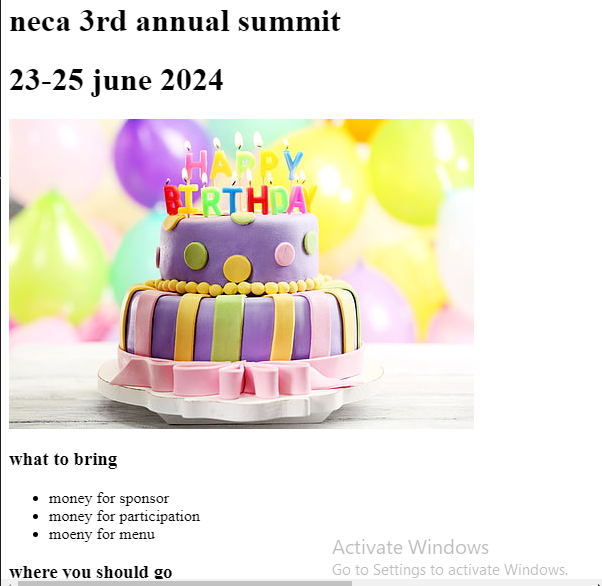 neca 3rd annual summit
23-25 june 2024
HAPPY
BIRTHDAY
what to bring
money for sponsor
money for participation
moeny for menu
Activate Windows
Go to Settings to activate Windows.
where you should go